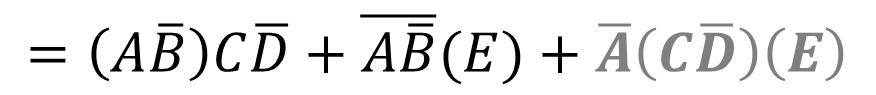 = (AB̅)CD̅ + \overline{AB̅}(E) + A̅(CD̅)(E)